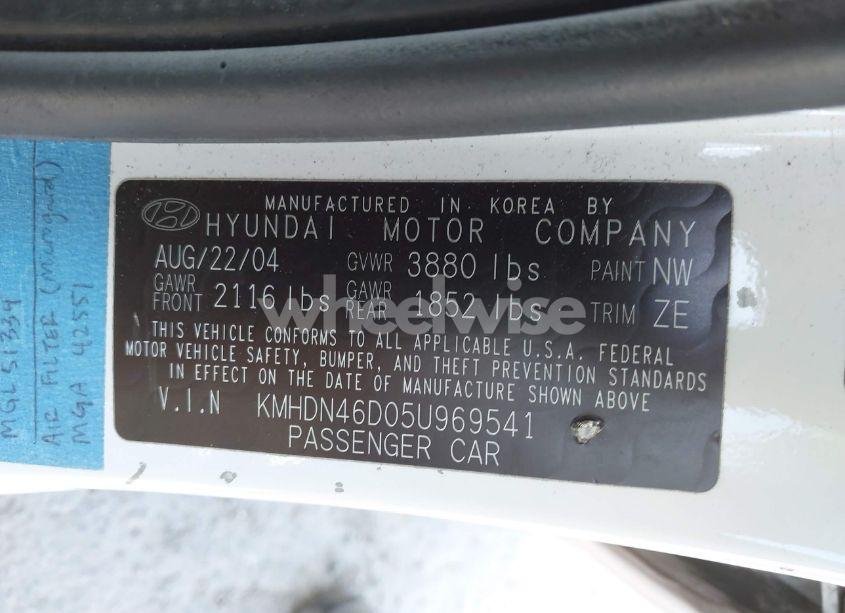 MANUFACTURED IN KOREA BY
HYUNDAI MOTOR COMPANY
AUG/22/04 GVWR 3880 lbs PAINT NW
GAWR FRONT 2116 lbs GAWR REAR 1852 lbs TRIM ZE
THIS VEHICLE CONFORMS TO ALL APPLICABLE U.S.A. FEDERAL
MOTOR VEHICLE SAFETY, BUMPER, AND THEFT PREVENTION STANDARDS
IN EFFECT ON THE DATE OF MANUFACTURE SHOWN ABOVE
V.I.N KMHDN46D05U969541
PASSENGER CAR
wheelwise
MGL51334
AIR FILTER
MGA 42551